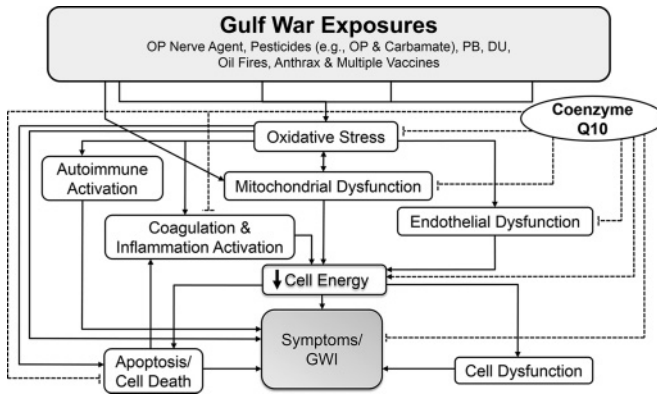 Gulf War Exposures
OP Nerve Agent, Pesticides (e.g., OP & Carbamate), PB, DU,
Oil Fires, Anthrax & Multiple Vaccines
Coenzyme
Q10
Oxidative Stress
Autoimmune
Activation
Mitochondrial Dysfunction
Coagulation &
Inflammation Activation
Endothelial Dysfunction
Cell Energy
Symptoms/
GWI
Apoptosis/
Cell Death
Cell Dysfunction